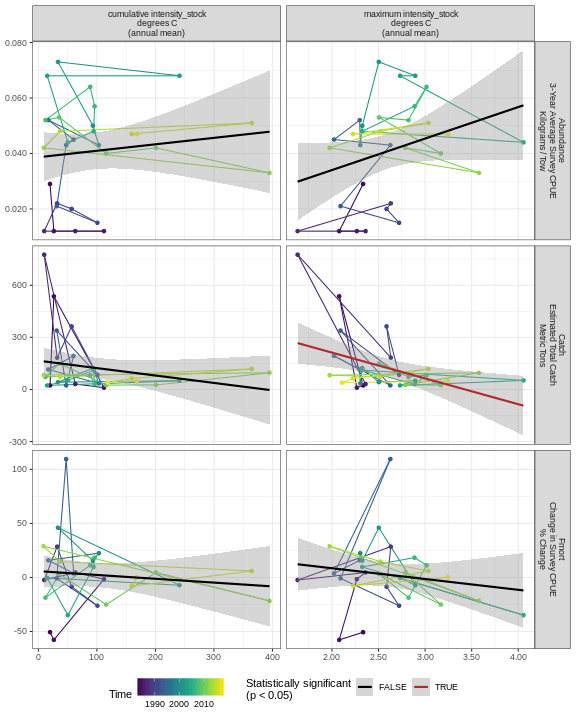 cumulative intensity_stock
degrees C
(annual mean)
maximum intensity_stock
degrees C
(annual mean)
0.080
0.060
0.040
0.020
Abundance
3-Year Average Survey CPUE
Kilograms / Tow
600
300
0
-300
Catch
Estimated Total Catch
Metric Tons
100
50
0
-50
Fmort
Change in Survey CPUE
% Change
0 100 200 300 400
2.00 2.50 3.00 3.50 4.00
Time
1990 2000 2010
Statistically significant
(p < 0.05)
FALSE
TRUE